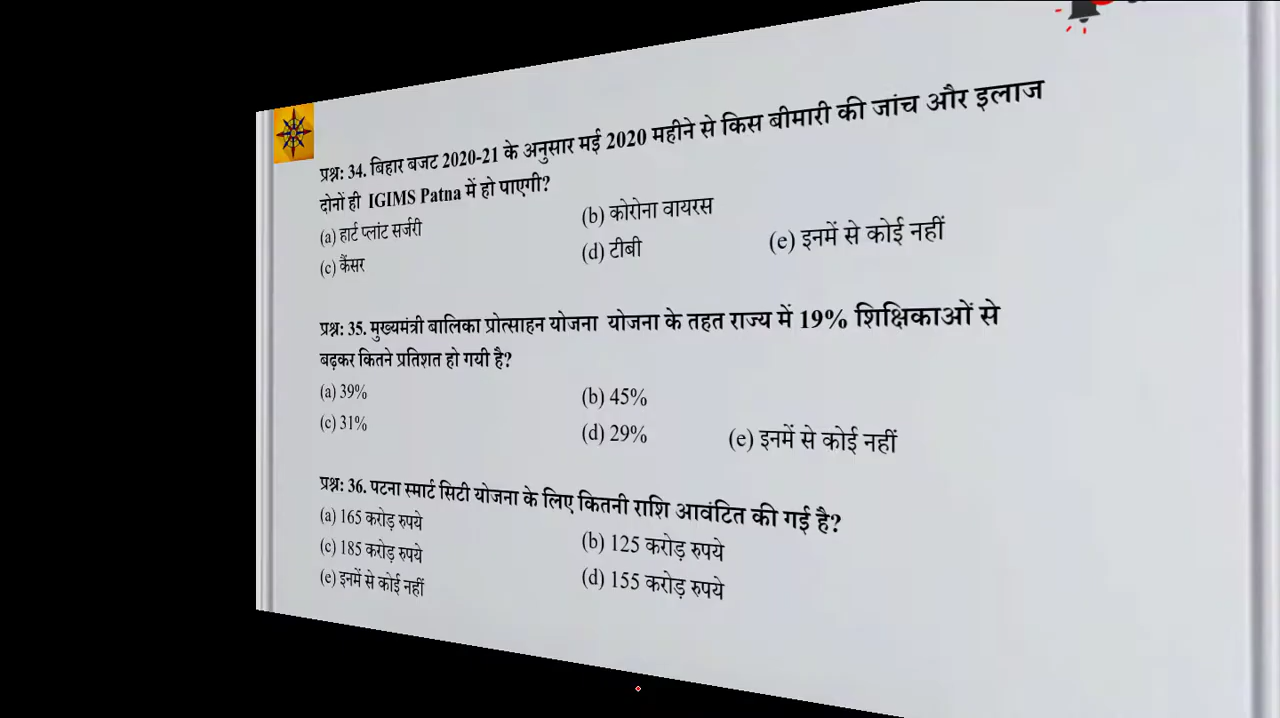 प्रश्न: 34. बिहार बजट 2020-21 के अनुसार मई 2020 महीने से किस बीमारी की जांच और इलाज
दोनों ही IGIMS Patna में हो पाएगी?
(a) हार्ट प्लांट सर्जरी (b) कोरोना वायरस
(c) कैंसर (d) टीबी (e) इनमें से कोई नहीं
प्रश्न: 35. मुख्यमंत्री बालिका प्रोत्साहन योजना योजना के तहत राज्य में 19% शिक्षिकाओं से
बढ़कर कितने प्रतिशत हो गयी है?
(a) 39% (b) 45%
(c) 31% (d) 29% (e) इनमें से कोई नहीं
प्रश्न: 36. पटना स्मार्ट सिटी योजना के लिए कितनी राशि आवंटित की गई है?
(a) 165 करोड़ रुपये (b) 125 करोड़ रुपये
(c) 185 करोड़ रुपये (d) 155 करोड़ रुपये
(e) इनमें से कोई नहीं